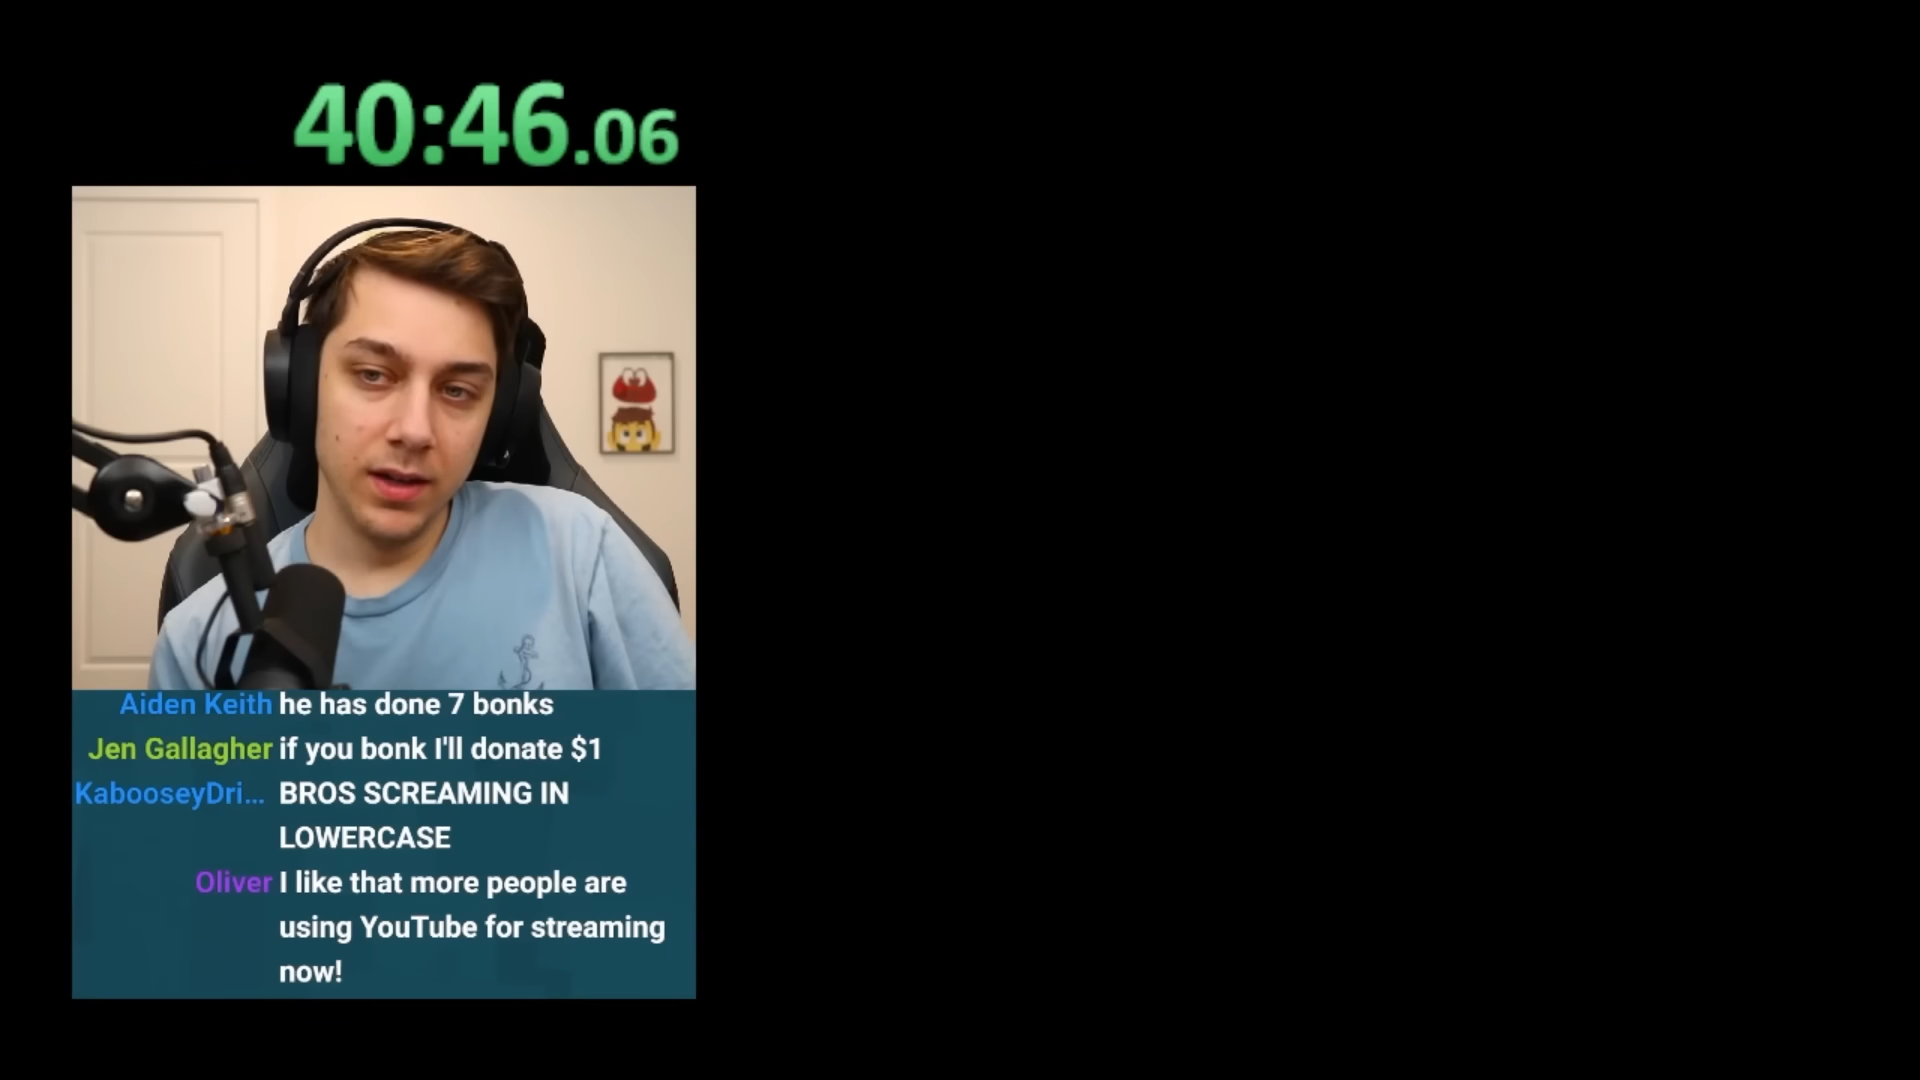 40:46.06
Aiden Keith he has done 7 bonks
Jen Gallagher if you bonk I'll donate $1
KabooseyDri... BROS SCREAMING IN
LOWERCASE
Oliver I like that more people are
using YouTube for streaming
now!